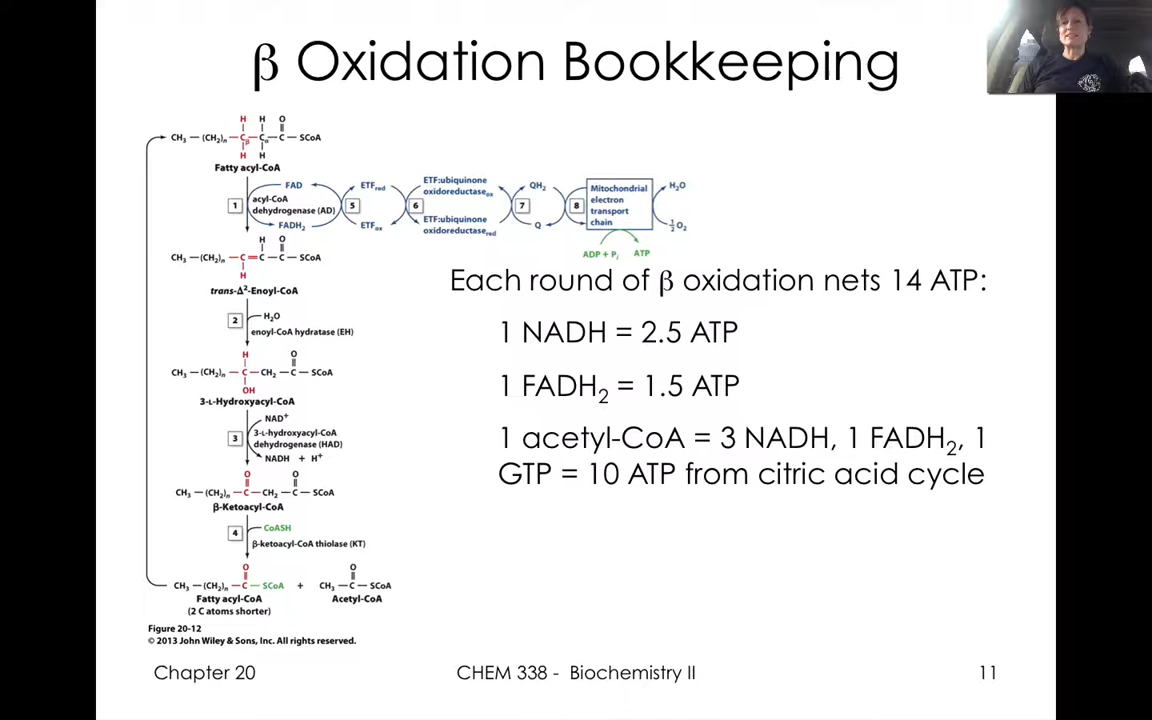 β Oxidation Bookkeeping
H H O
CH₃ — (CH₂)ₙ — Cᵦ — Cα — C — SCoA
H H
Fatty acyl-CoA
FAD
acyl-CoA
dehydrogenase (AD)
FADH₂
1
5
ETFred
ETFox
6
ETF:ubiquinone
oxidoreductaseox
ETF:ubiquinone
oxidoreductasered
7
QH₂
Q
8
Mitochondrial
electron
transport
chain
H₂O
½O₂
ADP + Pᵢ ATP
H O
CH₃ — (CH₂)ₙ — C = C — C — SCoA
H
trans-Δ²-Enoyl-CoA
2
H₂O
enoyl-CoA hydratase (EH)
H O
CH₃ — (CH₂)ₙ — C — CH₂ — C — SCoA
OH
3-L-Hydroxyacyl-CoA
3
NAD⁺
3-L-hydroxyacyl-CoA
dehydrogenase (HAD)
NADH + H⁺
O O
CH₃ — (CH₂)ₙ — C — CH₂ — C — SCoA
β-Ketoacyl-CoA
4
CoASH
β-ketoacyl-CoA thiolase (KT)
O O
CH₃ — (CH₂)ₙ — C — SCoA + CH₃ — C — SCoA
Fatty acyl-CoA Acetyl-CoA
(2 C atoms shorter)
Figure 20-12
© 2013 John Wiley & Sons, Inc. All rights reserved.
Each round of β oxidation nets 14 ATP:
1 NADH = 2.5 ATP
1 FADH₂ = 1.5 ATP
1 acetyl-CoA = 3 NADH, 1 FADH₂, 1
GTP = 10 ATP from citric acid cycle
Chapter 20
CHEM 338 - Biochemistry II
11